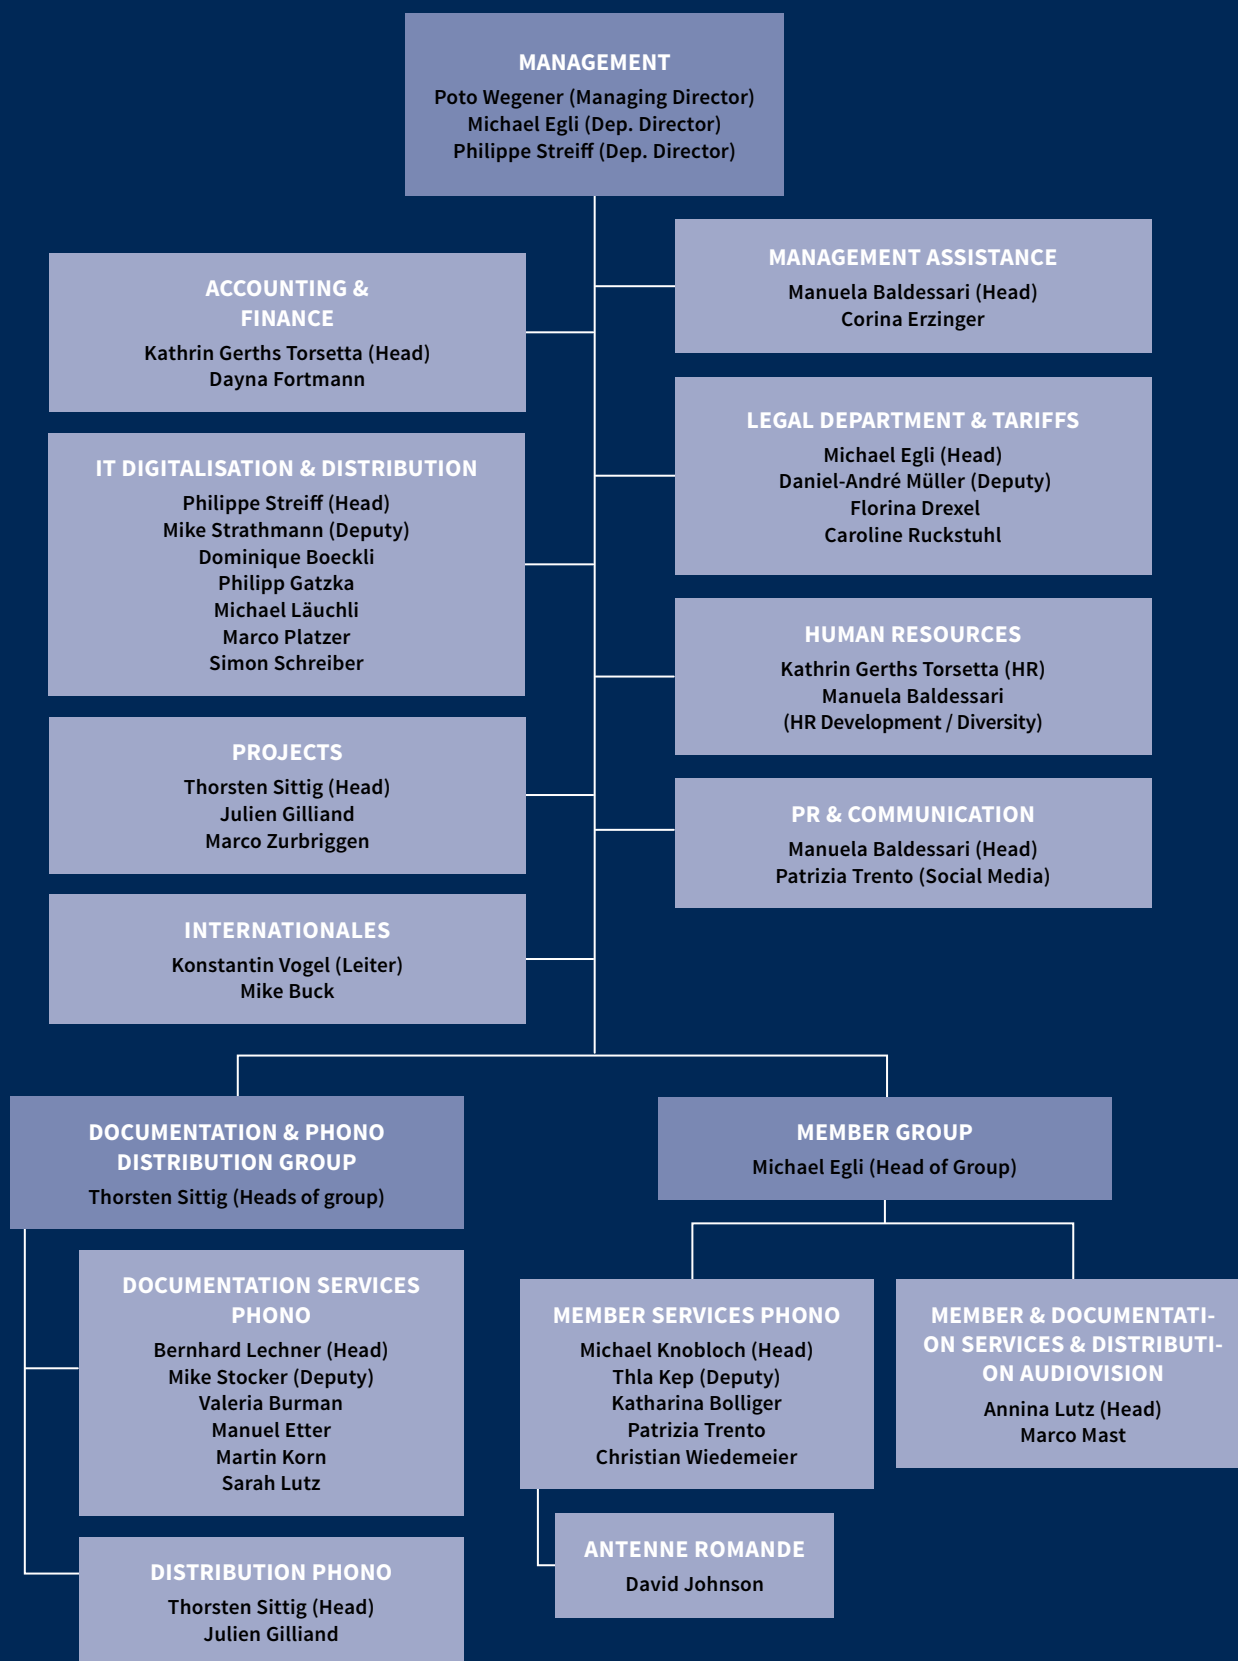 MANAGEMENT
Poto Wegener (Managing Director)
Michael Egli (Dep. Director)
Philippe Streiff (Dep. Director)
ACCOUNTING &
FINANCE
Kathrin Gerths Torsetta (Head)
Dayna Fortmann
IT DIGITALISATION & DISTRIBUTION
Philippe Streiff (Head)
Mike Strathmann (Deputy)
Dominique Boeckli
Philipp Gatzka
Michael Läuchli
Marco Platzer
Simon Schreiber
PROJECTS
Thorsten Sittig (Head)
Julien Gilliand
Marco Zurbriggen
INTERNATIONALES
Konstantin Vogel (Leiter)
Mike Buck
MANAGEMENT ASSISTANCE
Manuela Baldessari (Head)
Corina Erzinger
LEGAL DEPARTMENT & TARIFFS
Michael Egli (Head)
Daniel-André Müller (Deputy)
Florina Drexel
Caroline Ruckstuhl
HUMAN RESOURCES
Kathrin Gerths Torsetta (HR)
Manuela Baldessari
(HR Development / Diversity)
PR & COMMUNICATION
Manuela Baldessari (Head)
Patrizia Trento (Social Media)
DOCUMENTATION & PHONO
DISTRIBUTION GROUP
Thorsten Sittig (Heads of group)
DOCUMENTATION SERVICES
PHONO
Bernhard Lechner (Head)
Mike Stocker (Deputy)
Valeria Burman
Manuel Etter
Martin Korn
Sarah Lutz
DISTRIBUTION PHONO
Thorsten Sittig (Head)
Julien Gilliand
MEMBER GROUP
Michael Egli (Head of Group)
MEMBER SERVICES PHONO
Michael Knobloch (Head)
Thla Kep (Deputy)
Katharina Bolliger
Patrizia Trento
Christian Wiedemeier
ANTENNE ROMANDE
David Johnson
MEMBER & DOCUMENTATI-
ON SERVICES & DISTRIBUTI-
ON AUDIOVISION
Annina Lutz (Head)
Marco Mast